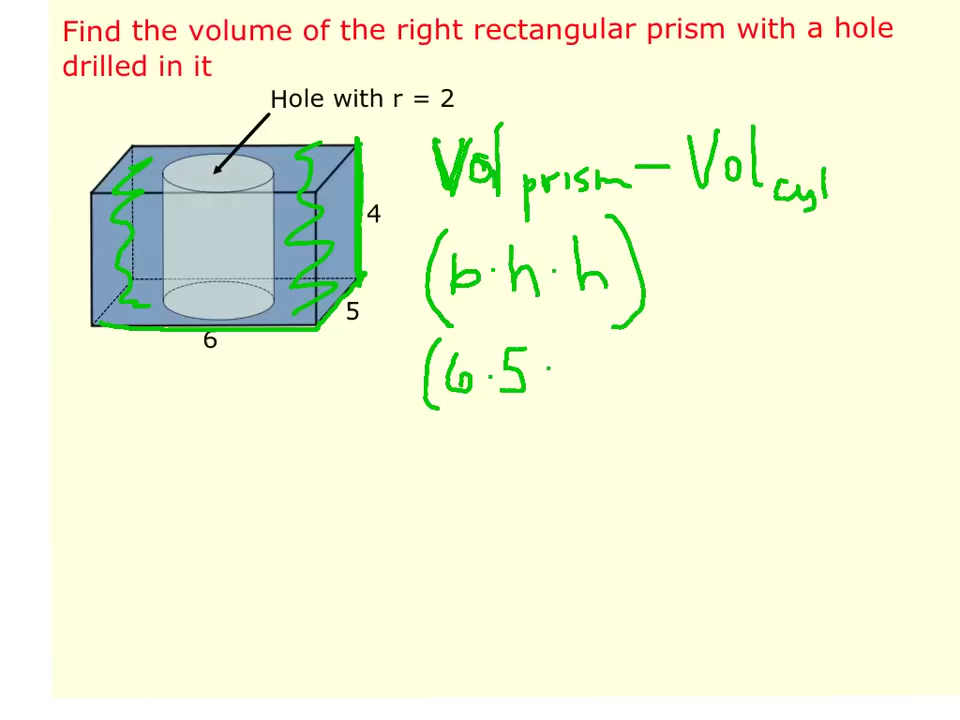 Find the volume of the right rectangular prism with a hole
drilled in it
Hole with r = 2
Vol prism - Vol cyl
4
(b · h · h)
5
6
(6 · 5 ·